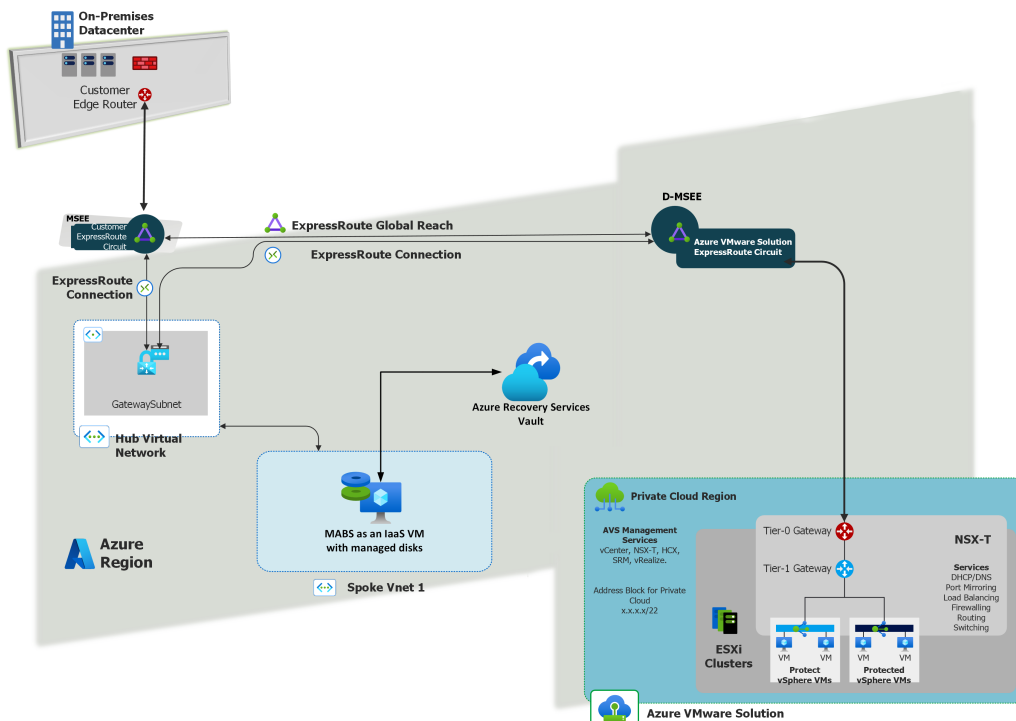 On-Premises
Datacenter
Customer
Edge Router
MSEE
Customer
ExpressRoute
Circuit
ExpressRoute Global Reach
ExpressRoute Connection
D-MSEE
Azure VMware Solution
ExpressRoute Circuit
ExpressRoute
Connection
GatewaySubnet
Hub Virtual
Network
Azure Recovery Services
Vault
MABS as an IaaS VM
with managed disks
Spoke Vnet 1
Azure
Region
Private Cloud Region
AVS Management
Services
vCenter, NSX-T, HCX,
SRM, vRealize.
Address Block for Private
Cloud
x.x.x.x/22
ESXi
Clusters
Tier-0 Gateway
Tier-1 Gateway
NSX-T
Services
DHCP/DNS
Port Mirroring
Load Balancing
Firewalling
Routing
Switching
VM
VM
Protect
vSphere VMs
VM
VM
Protected
vSphere VMs
Azure VMware Solution